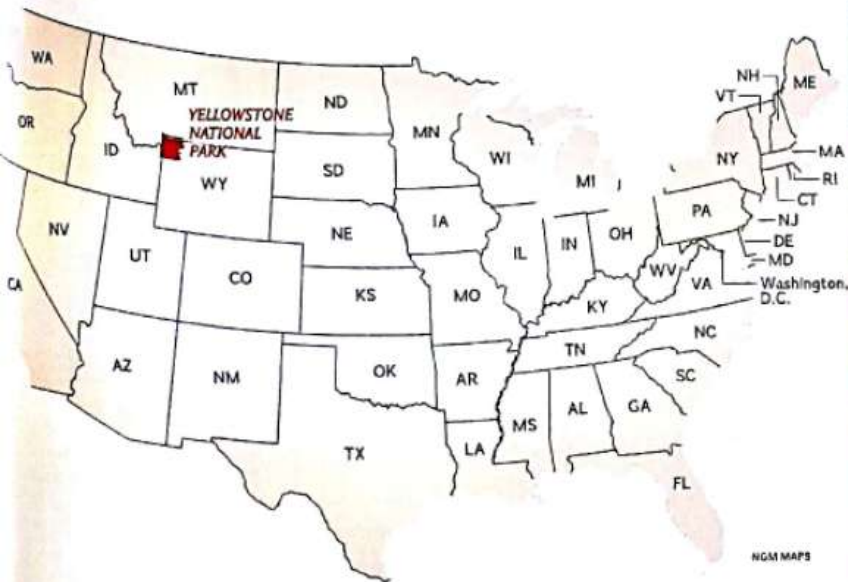 WA
MT
ND
MN
OR
ID
YELLOWSTONE
NATIONAL
PARK
WY
SD
WI
MI
NY
VT
NH
ME
MA
RI
CT
NJ
DE
MD
Washington,
D.C.
NV
UT
CO
NE
IA
IL
IN
OH
PA
WV
VA
CA
KS
MO
KY
AZ
NM
OK
AR
TN
NC
SC
TX
LA
MS
AL
GA
FL
NGM MAPS